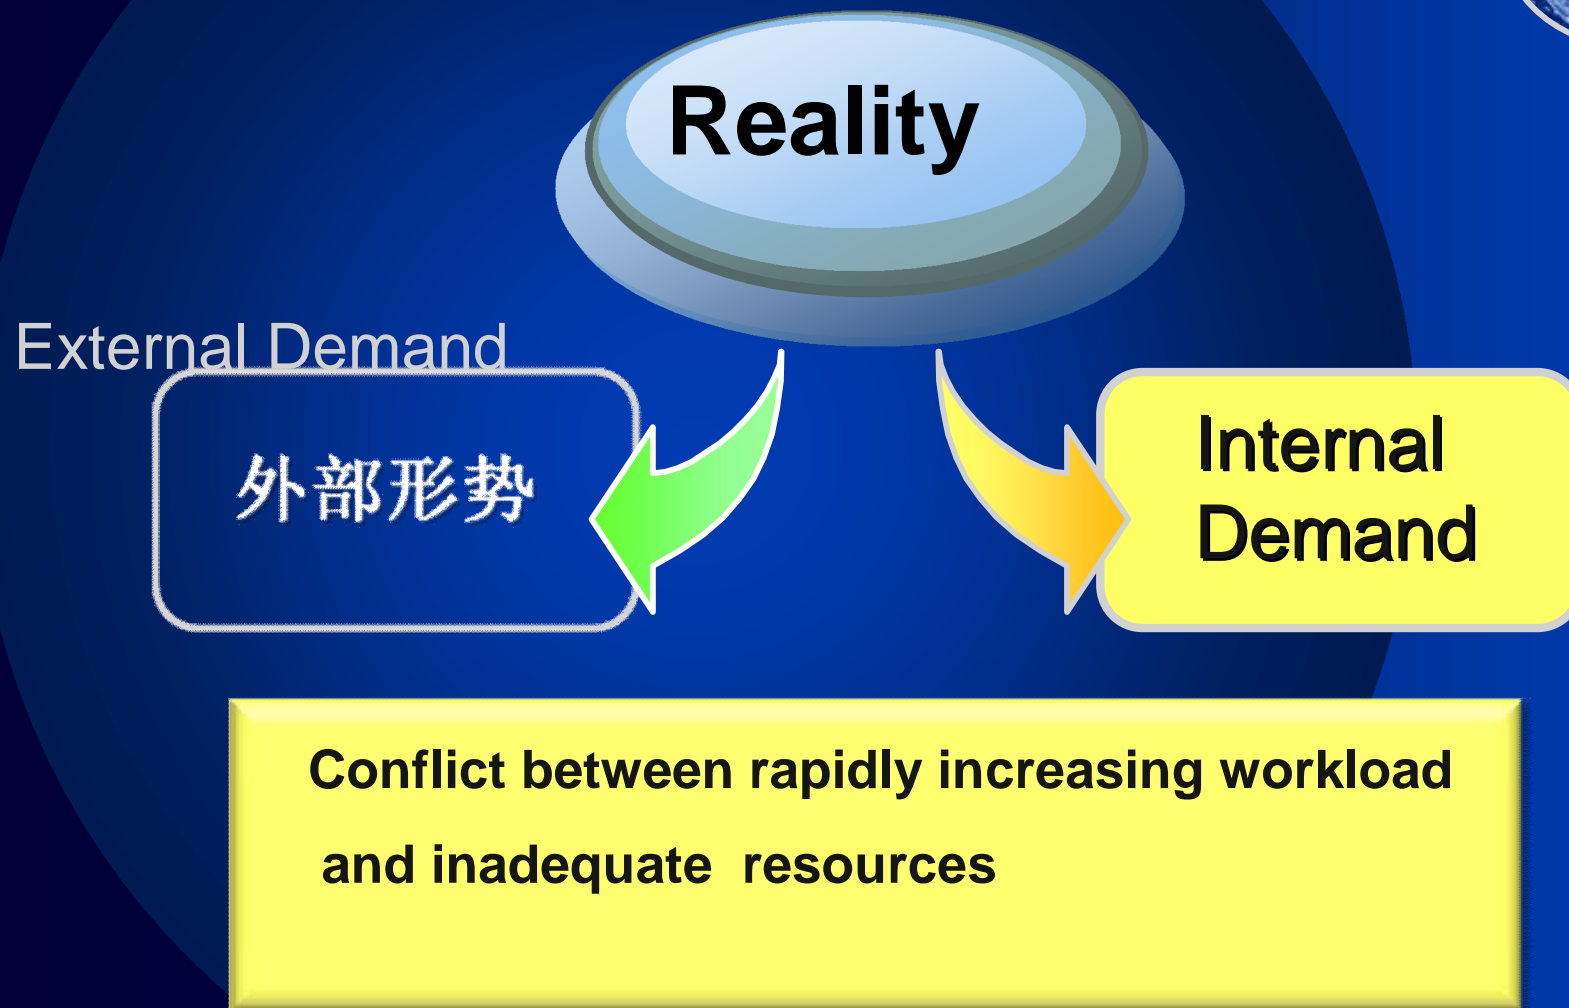 Reality
External Demand
外部形势
Internal
Demand
Conflict between rapidly increasing workload
and inadequate resources